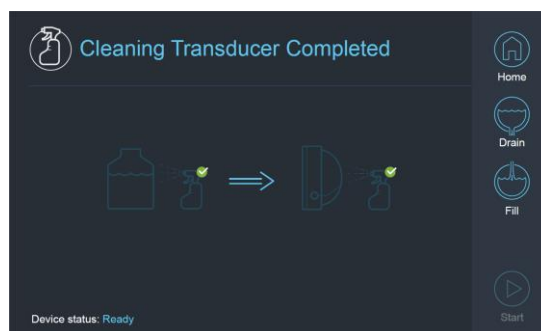 Cleaning Transducer Completed
Home
Drain
Fill
Start
Device status: Ready